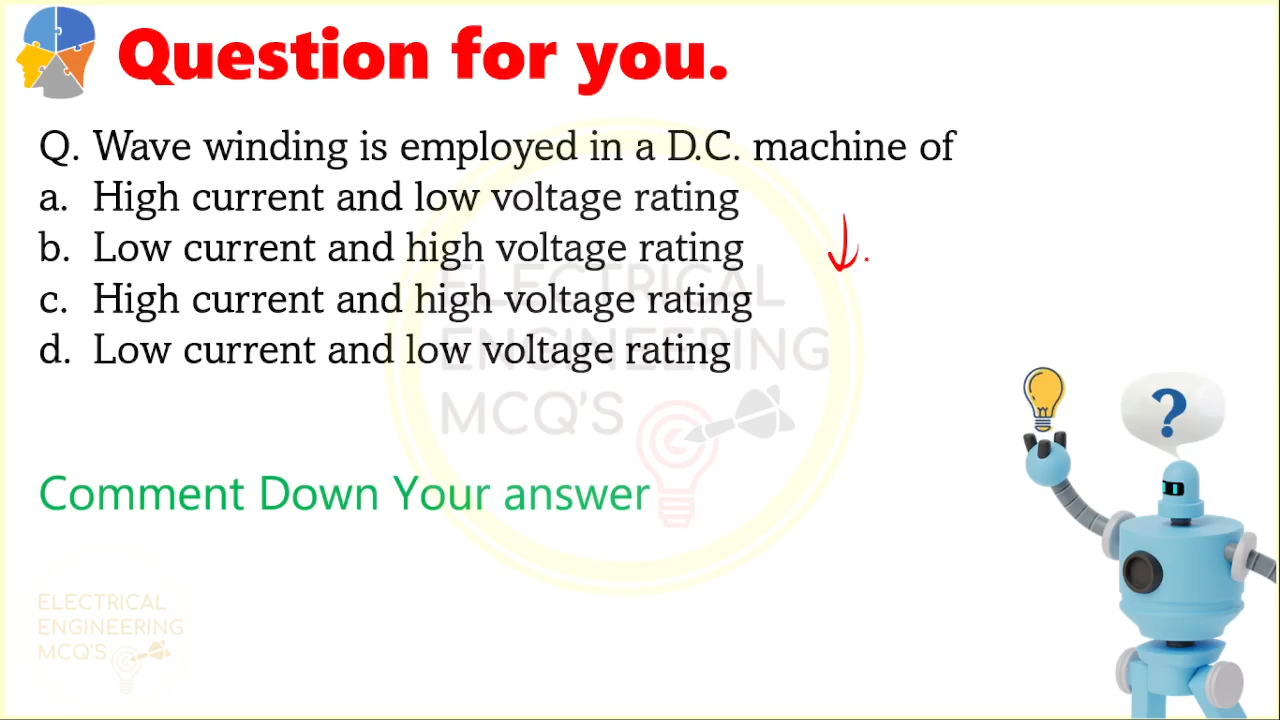 Question for you.
Q. Wave winding is employed in a D.C. machine of
a. High current and low voltage rating
b. Low current and high voltage rating
c. High current and high voltage rating
d. Low current and low voltage rating
ELECTRICAL
ENGINEERING
MCQ'S
?
Comment Down Your answer
ELECTRICAL
ENGINEERING
MCQ'S